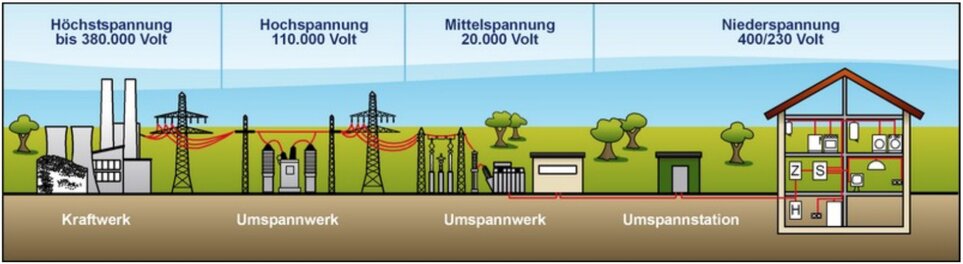 Höchstspannung
bis 380.000 Volt
Hochspannung
110.000 Volt
Mittelspannung
20.000 Volt
Niederspannung
400/230 Volt
Z S
H
Kraftwerk
Umspannwerk
Umspannwerk
Umspannstation